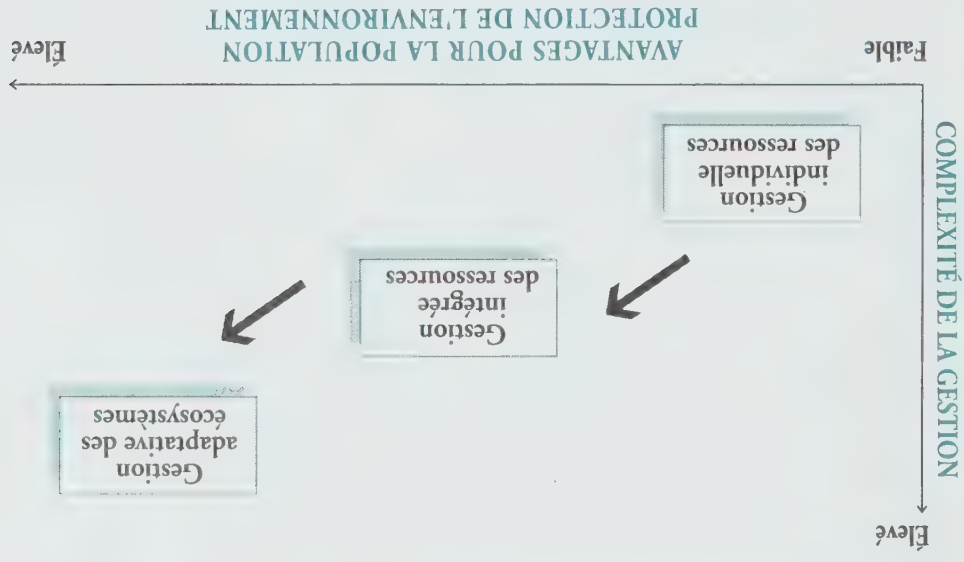 Élevé
COMPLEXITÉ DE LA GESTION
Gestion
adaptative des
écosystèmes
Gestion
intégrée
des ressources
Gestion
individuelle
des ressources
Faible
Élevé
AVANTAGES POUR LA POPULATION
PROTECTION DE L'ENVIRONNEMENT